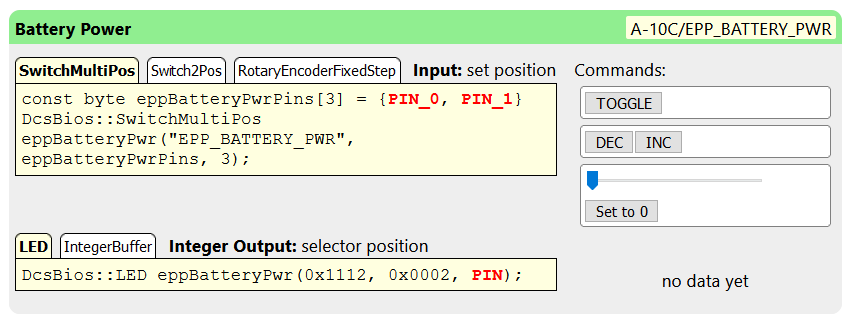 Battery Power
A-10C/EPP_BATTERY_PWR
SwitchMultiPos Switch2Pos RotaryEncoderFixedStep Input: set position
const byte eppBatteryPwrPins[3] = {PIN_0, PIN_1}
DcsBios::SwitchMultiPos
eppBatteryPwr("EPP_BATTERY_PWR",
eppBatteryPwrPins, 3);
Commands:
TOGGLE
DEC INC
Set to 0
LED IntegerBuffer Integer Output: selector position
DcsBios::LED eppBatteryPwr(0x1112, 0x0002, PIN);
no data yet